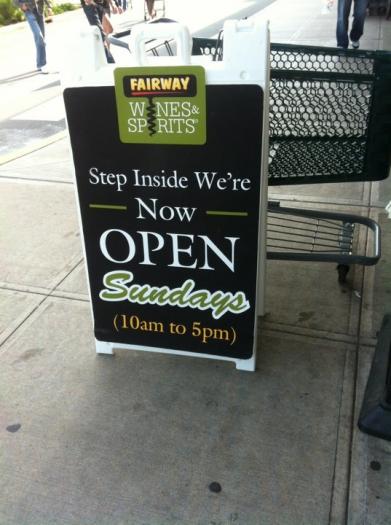 FAIRWAY
WINES &
SPIRITS
Step Inside We're
Now
OPEN
Sundays
(10am to 5pm)